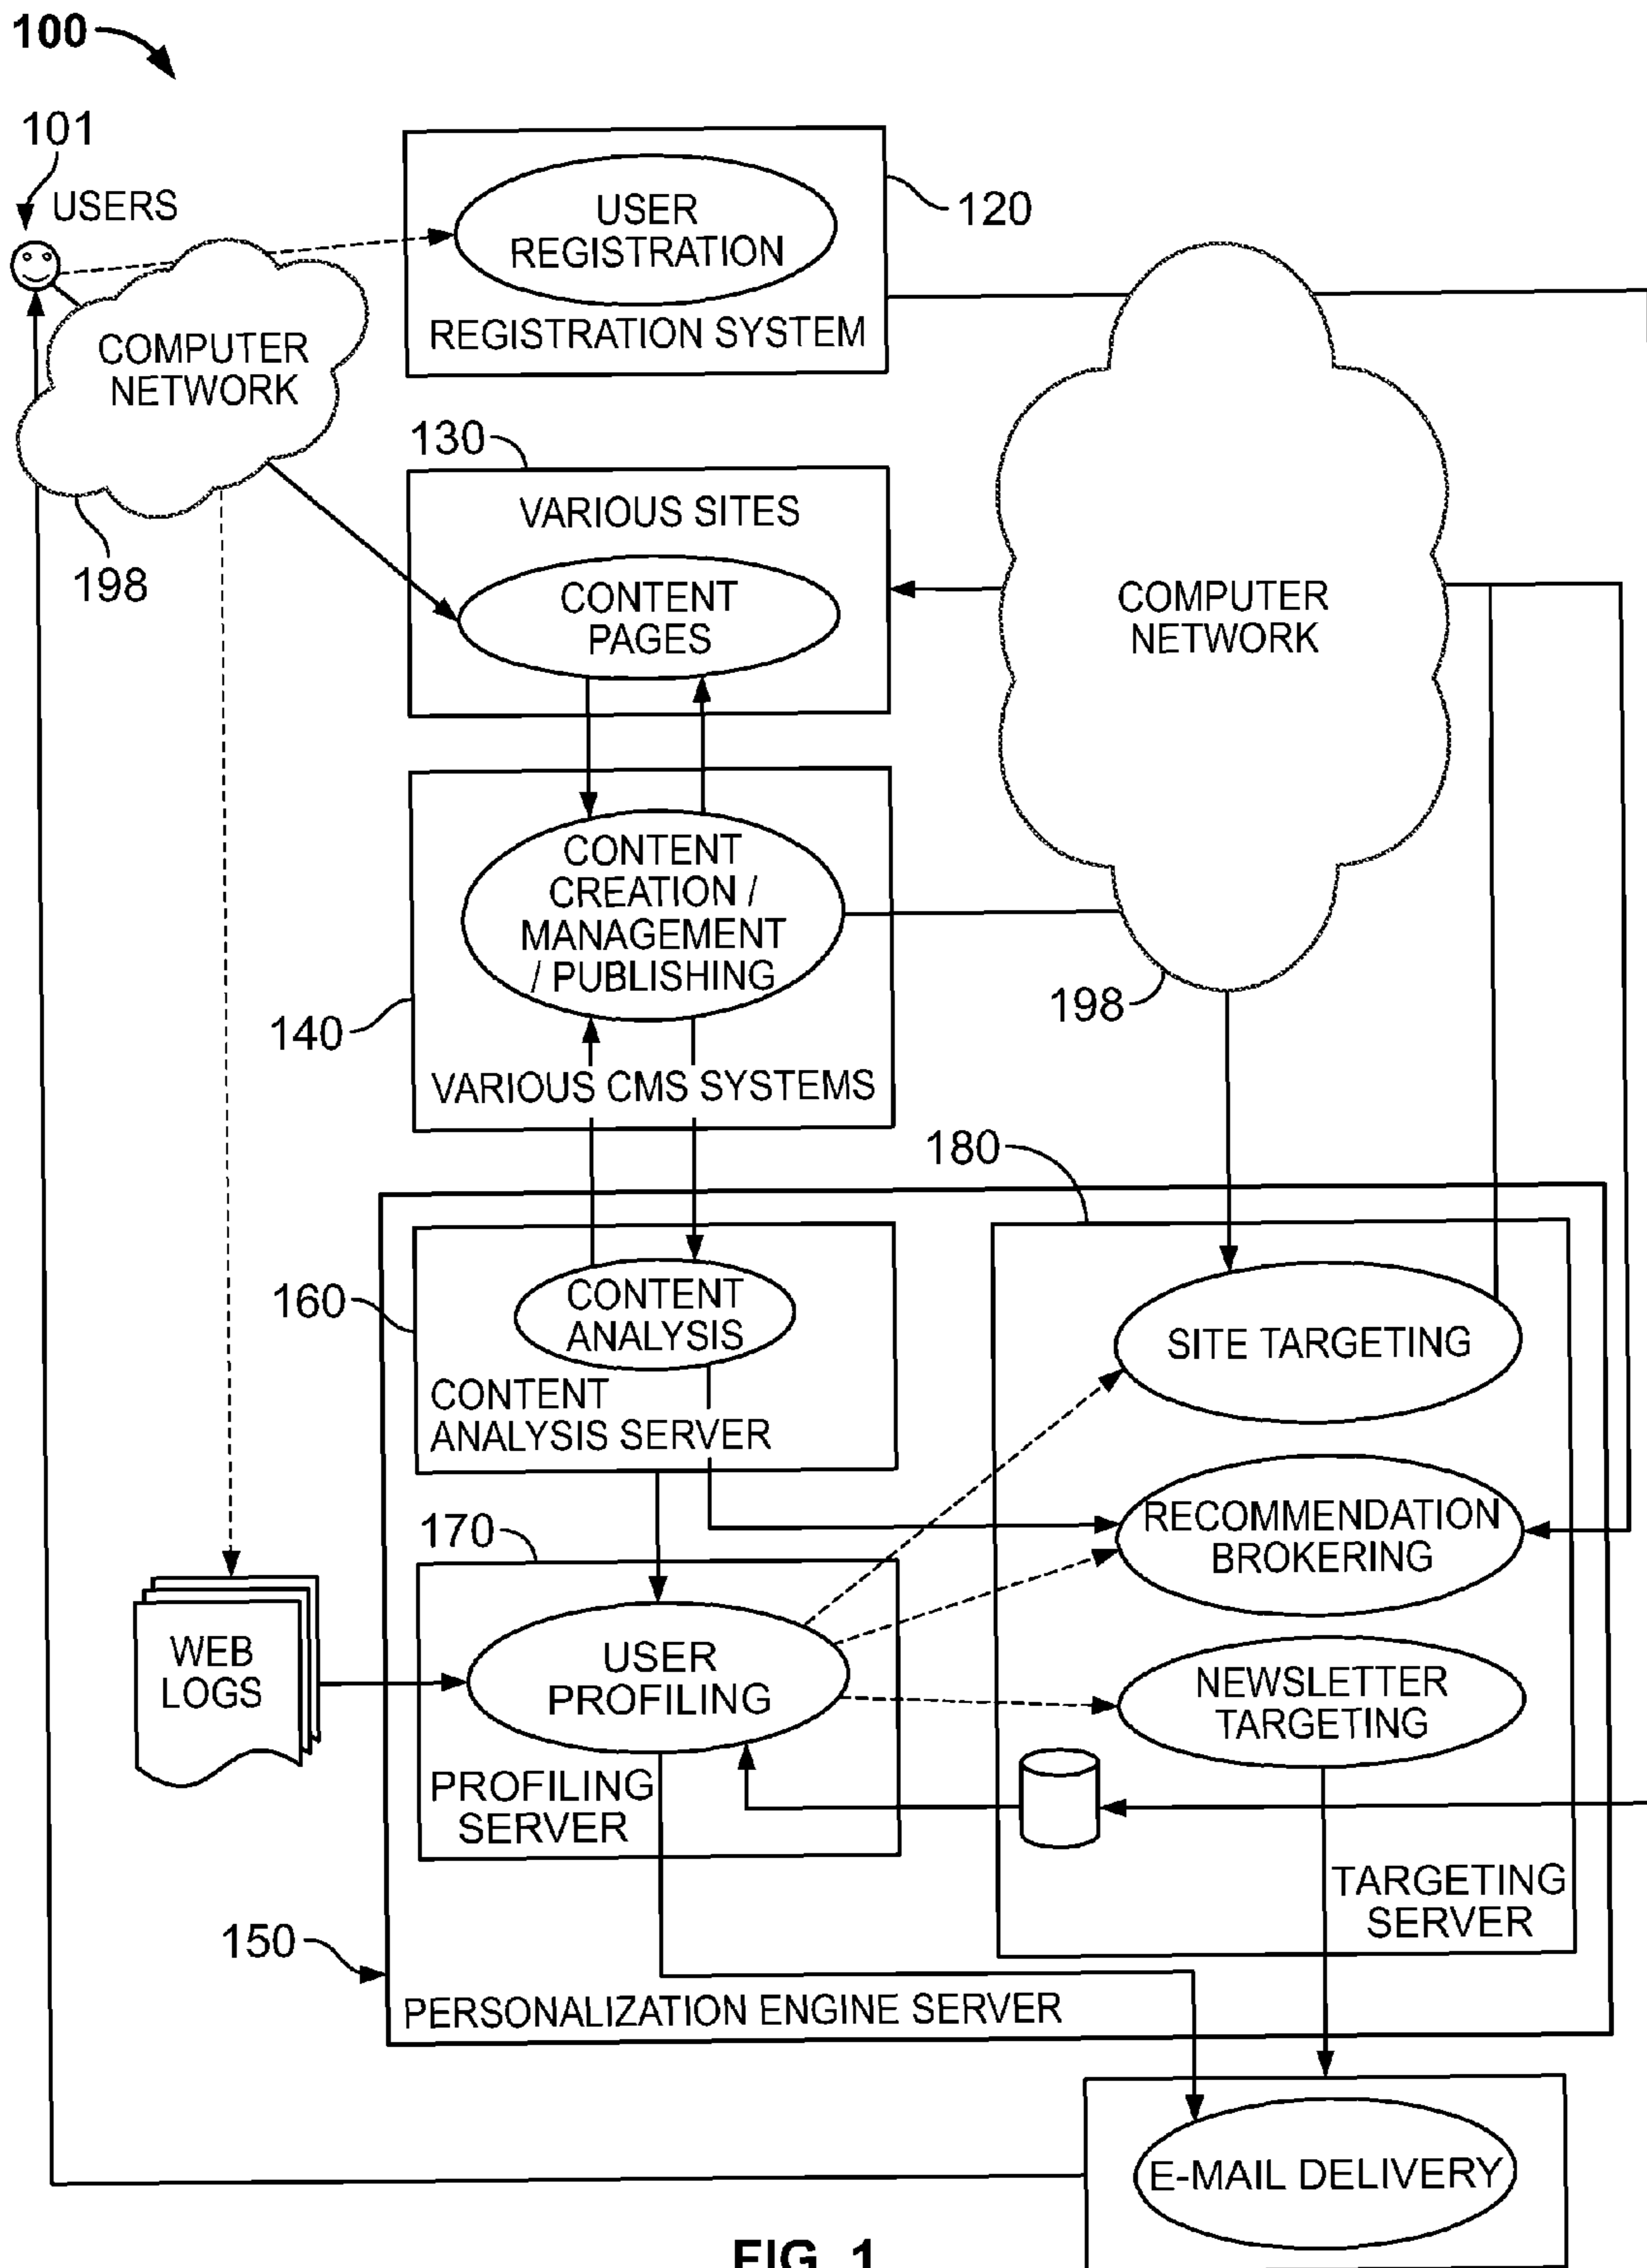 100
101
USERS
USER
REGISTRATION
REGISTRATION SYSTEM
120
COMPUTER
NETWORK
198
130
VARIOUS SITES
CONTENT
PAGES
COMPUTER
NETWORK
198
CONTENT
CREATION /
MANAGEMENT
/ PUBLISHING
140
VARIOUS CMS SYSTEMS
180
160
CONTENT
ANALYSIS
CONTENT
ANALYSIS SERVER
SITE TARGETING
RECOMMENDATION
BROKERING
170
WEB
LOGS
USER
PROFILING
NEWSLETTER
TARGETING
PROFILING
SERVER
TARGETING
SERVER
150
PERSONALIZATION ENGINE SERVER
E-MAIL DELIVERY
FIG. 1